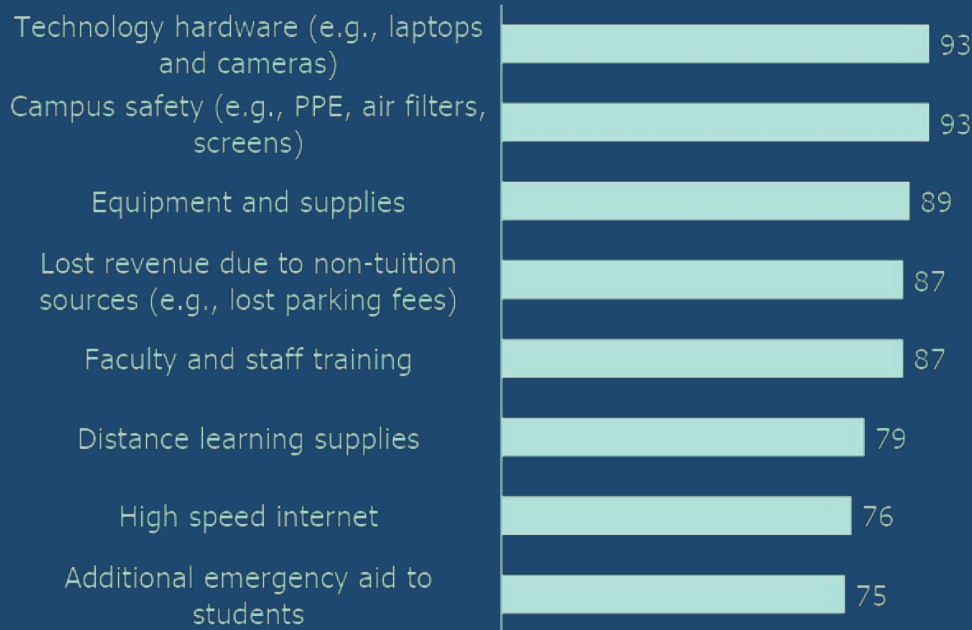 Technology hardware (e.g., laptops
and cameras)
93
Campus safety (e.g., PPE, air filters,
screens)
93
Equipment and supplies
89
Lost revenue due to non-tuition
sources (e.g., lost parking fees)
87
Faculty and staff training
87
Distance learning supplies
79
High speed internet
76
Additional emergency aid to
students
75